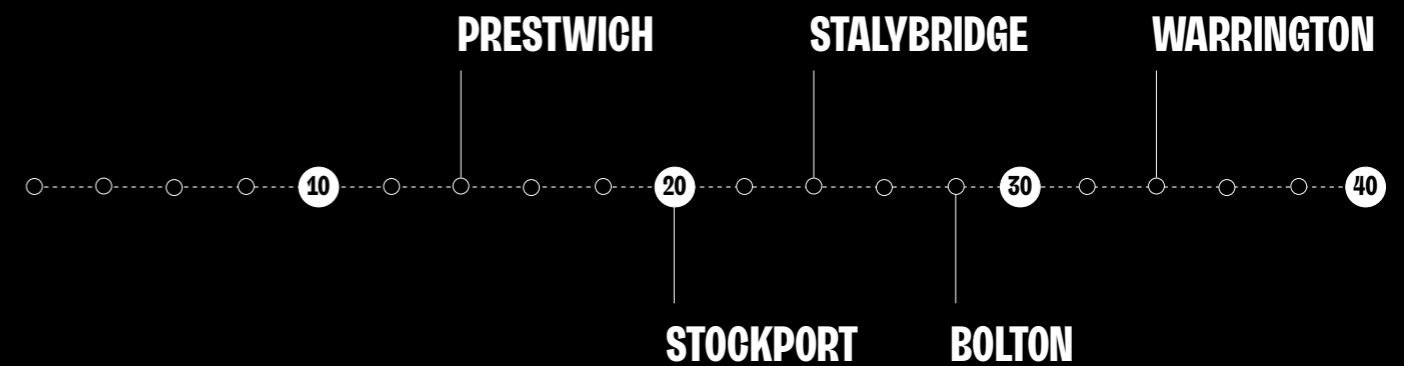 PRESTWICH STALYBRIDGE WARRINGTON
10 20 30 40
STOCKPORT BOLTON